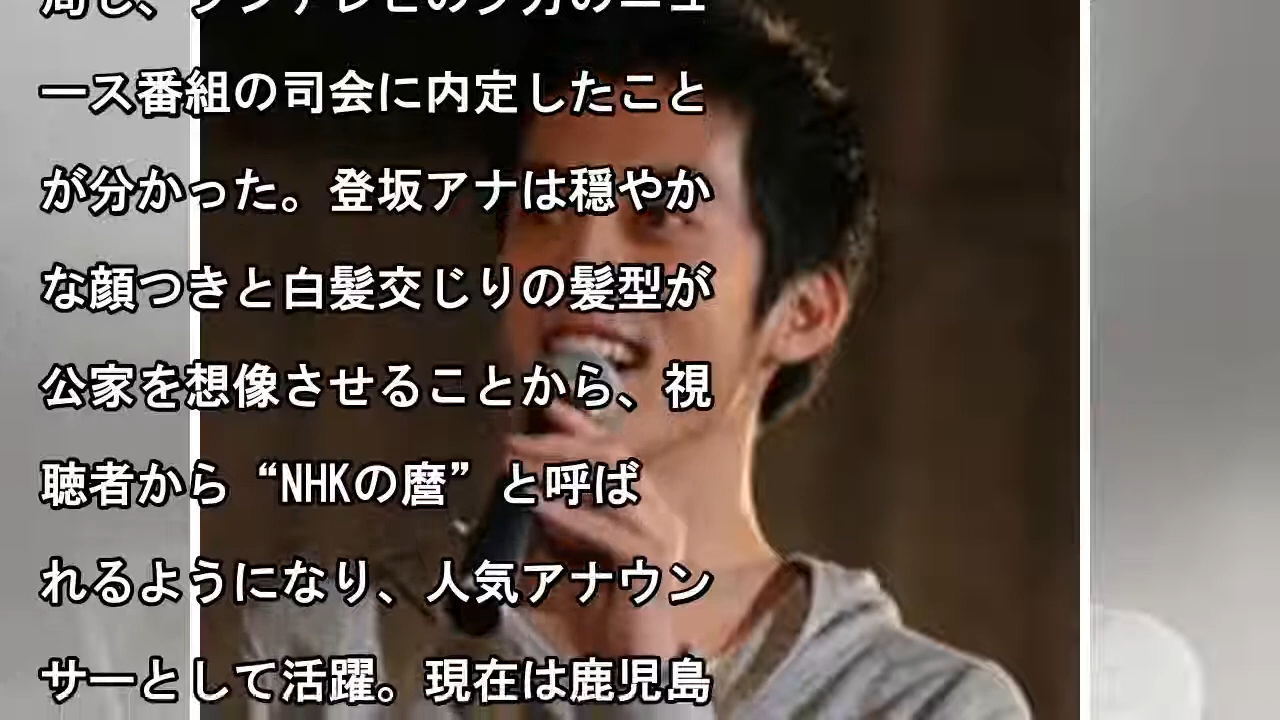 ース番組の司会に内定したこと
が分かった。登坂アナは穏やか
な顔つきと白髪交じりの髪型が
公家を想像させることから、視
聴者から“NHKの麿”と呼ば
れるようになり、人気アナウン
サーとして活躍。現在は鹿児島